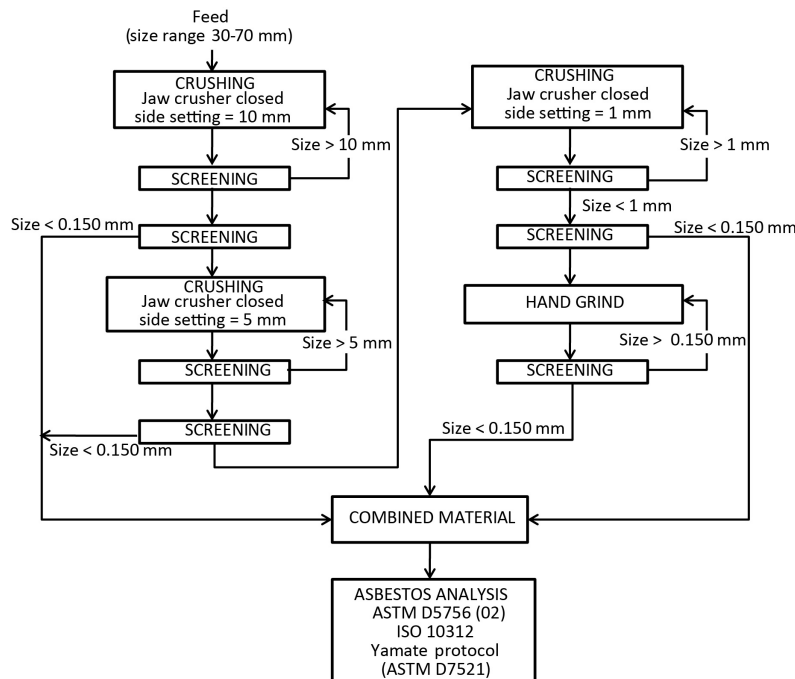 Feed
(size range 30-70 mm)
CRUSHING
Jaw crusher closed
side setting = 10 mm
Size > 10 mm
SCREENING
Size < 0.150 mm
SCREENING
CRUSHING
Jaw crusher closed
side setting = 5 mm
Size > 5 mm
SCREENING
SCREENING
Size < 0.150 mm
CRUSHING
Jaw crusher closed
side setting = 1 mm
Size > 1 mm
SCREENING
Size < 1 mm
Size < 0.150 mm
SCREENING
HAND GRIND
Size > 0.150 mm
SCREENING
Size < 0.150 mm
COMBINED MATERIAL
ASBESTOS ANALYSIS
ASTM D5756 (02)
ISO 10312
Yamate protocol
(ASTM D7521)